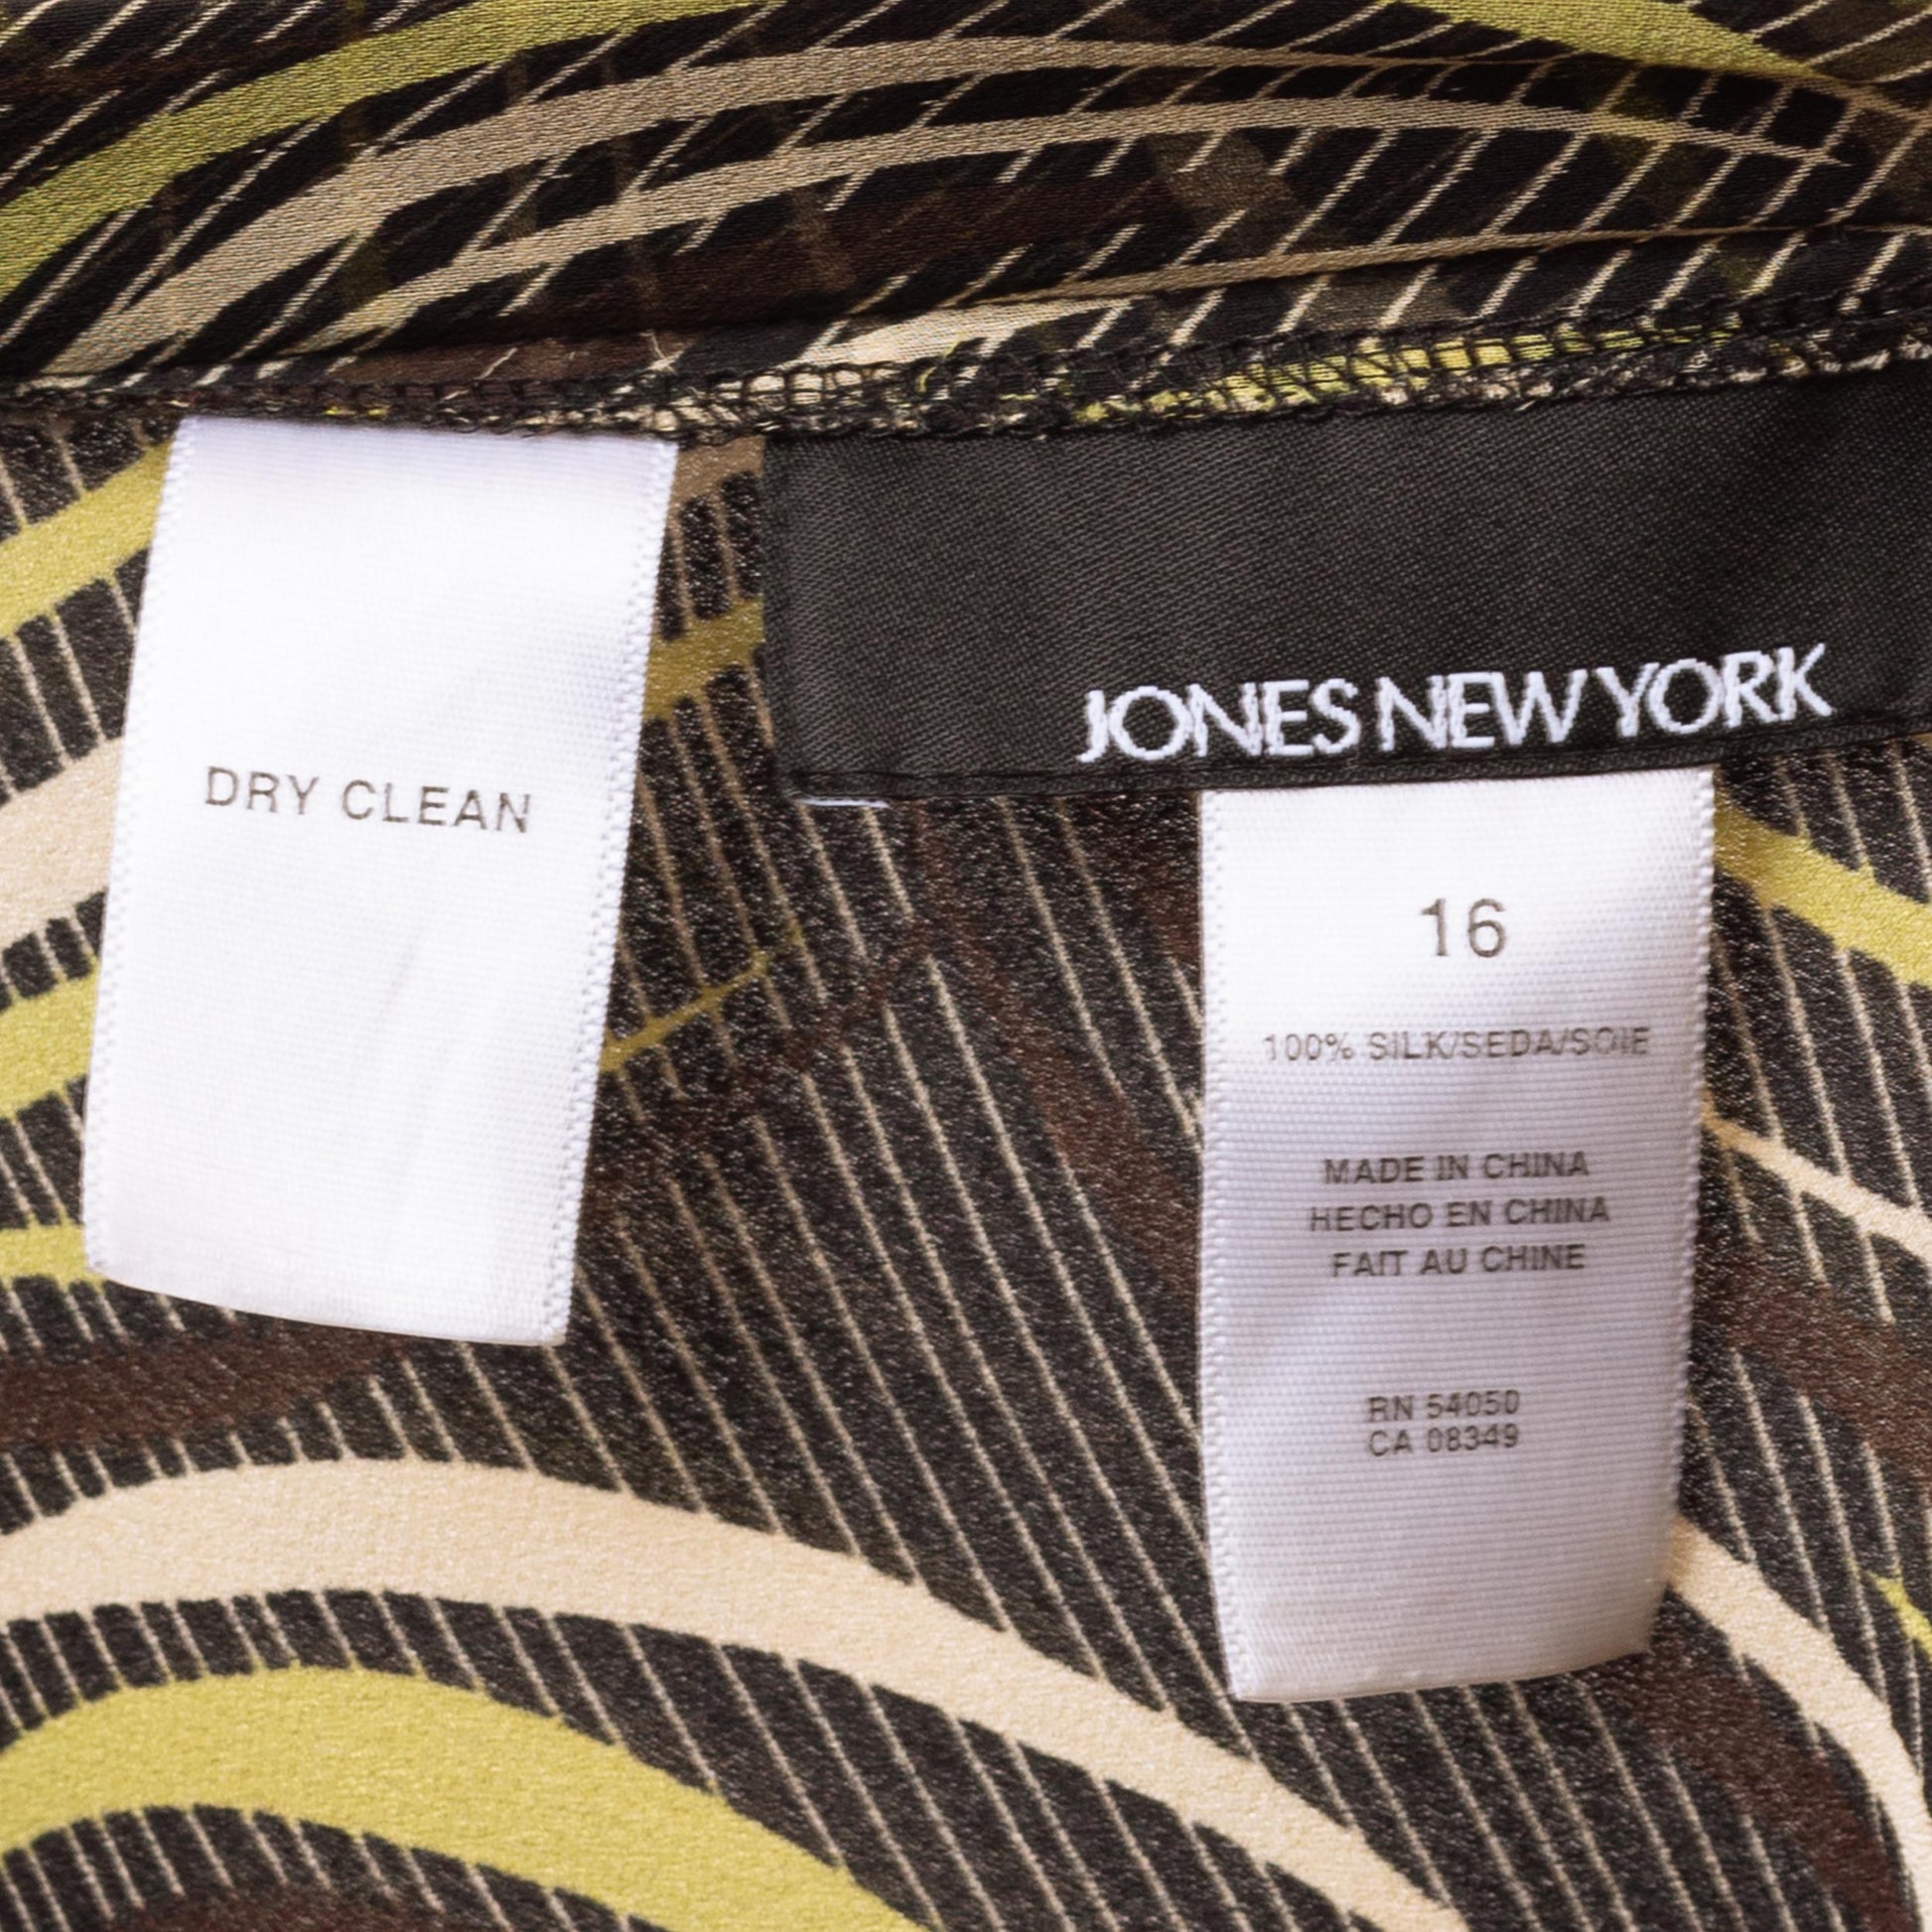 DRY CLEAN
JONES NEW YORK
16
100% SILK/SEDA/SOIE
MADE IN CHINA
HECHO EN CHINA
FAIT AU CHINE
RN 54050
CA 08349